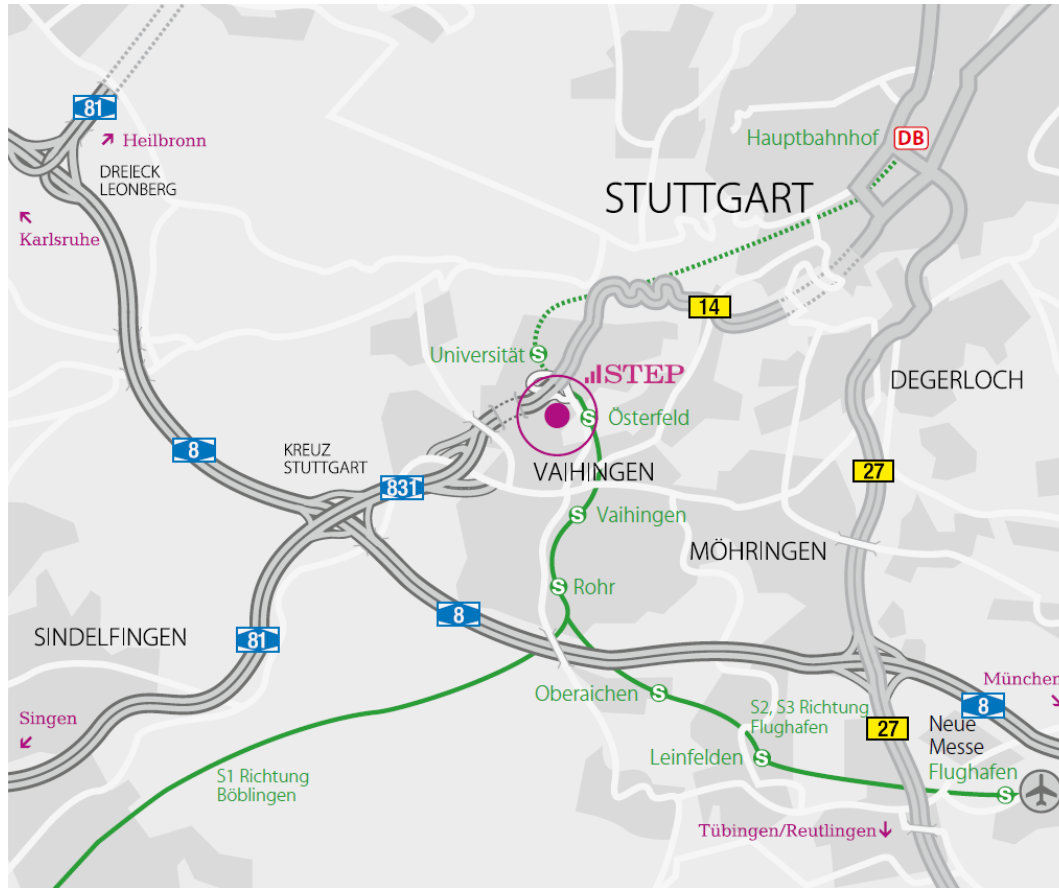 81
Heilbronn
DREIECK
LEONBERG
Karlsruhe
Hauptbahnhof DB
STUTTGART
14
Universität S
STEP
S Österfeld
DEGERLOCH
8
KREUZ
STUTTGART
831
VAIHINGEN
27
S Vaihingen
MÖHRINGEN
S Rohr
8
SINDELFINGEN
81
München
Oberaichen S
8
Singen
S2, S3 Richtung
Flughafen
27
Neue
Messe
Leinfelden S
Flughafen
S
S1 Richtung
Böblingen
Tübingen/Reutlingen